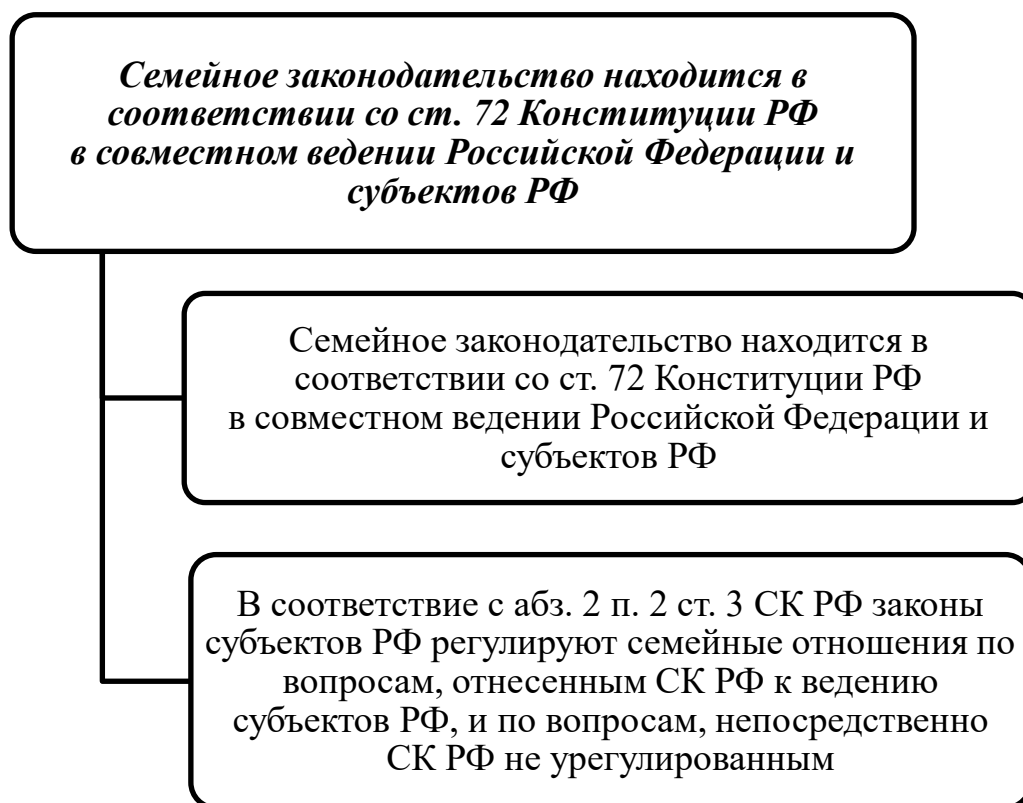 Семейное законодательство находится в
соответствии со ст. 72 Конституции РФ
в совместном ведении Российской Федерации и
субъектов РФ
Семейное законодательство находится в
соответствии со ст. 72 Конституции РФ
в совместном ведении Российской Федерации и
субъектов РФ
В соответствие с абз. 2 п. 2 ст. 3 СК РФ законы
субъектов РФ регулируют семейные отношения по
вопросам, отнесенным СК РФ к ведению
субъектов РФ, и по вопросам, непосредственно
СК РФ не урегулированным